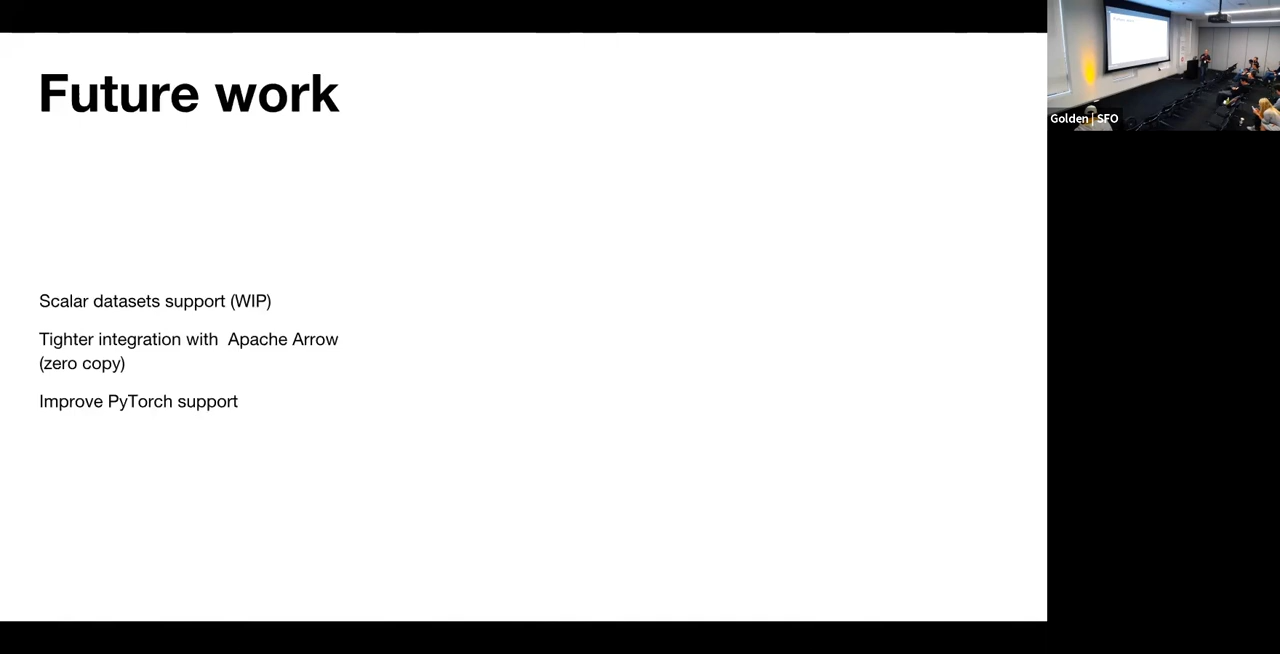 Future work
Scalar datasets support (WIP)
Tighter integration with  Apache Arrow
(zero copy)
Improve PyTorch support
Golden | SFO